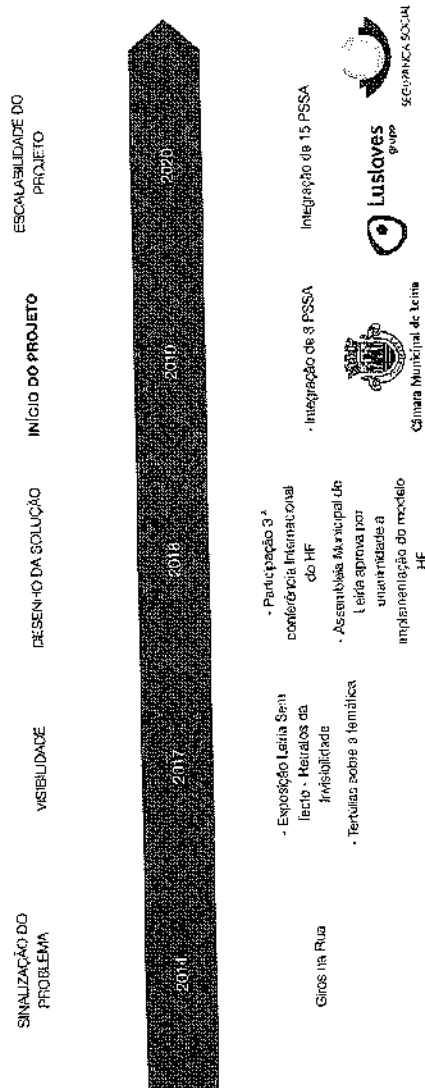 SINALIZAÇÃO DO
PROBLEMA
2014
Giros na Rua
VISIBILIDADE
2017
- Exposição Leiria Sem
Tecto - Retratos da
Invisibilidade
- Tertúlias sobre a temática
DESENHO DA SOLUÇÃO
2018
- Participação 3ª
conferência Internacional
do HF
- Assembleia Municipal de
Leiria aprova por
unanimidade a
implementação do modelo
HF
INÍCIO DO PROJETO
2019
- Integração de 8 PSSA
Câmara Municipal de Leiria
ESCALABILIDADE DO
PROJETO
2020
Integração de 15 PSSA
Lusiaves
grupo
SEGURANÇA SOCIAL